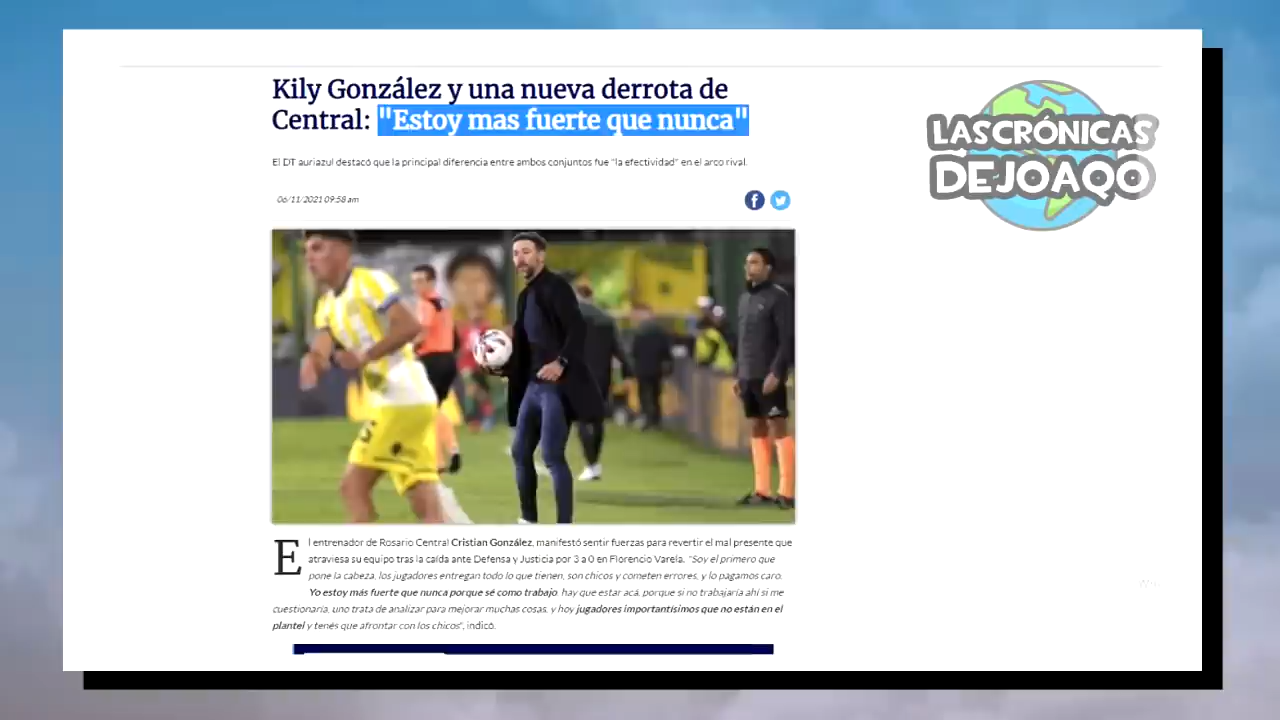 Kily González y una nueva derrota de
Central: "Estoy mas fuerte que nunca"
LAS CRÓNICAS
DE JOAQO
El DT auriazul destacó que la principal diferencia entre ambos conjuntos fue "la efectividad" en el arco rival.
06/11/2021 09:58 am
El entrenador de Rosario Central Cristian González, manifestó sentir fuerzas para revertir el mal presente que
atraviesa su equipo tras la caída ante Defensa y Justicia por 3 a 0 en Florencio Varela. "Soy el primero que
pone la cabeza, los jugadores entregan todo lo que tienen, son chicos y cometen errores, y lo pagamos caro.
Yo estoy más fuerte que nunca porque sé como trabajo, hay que estar acá, porque si no trabajaría ahí si me
cuestionaría, uno trata de analizar para mejorar muchas cosas, y hoy jugadores importantísimos que no están en el
plantel y tenés que afrontar con los chicos", indicó.